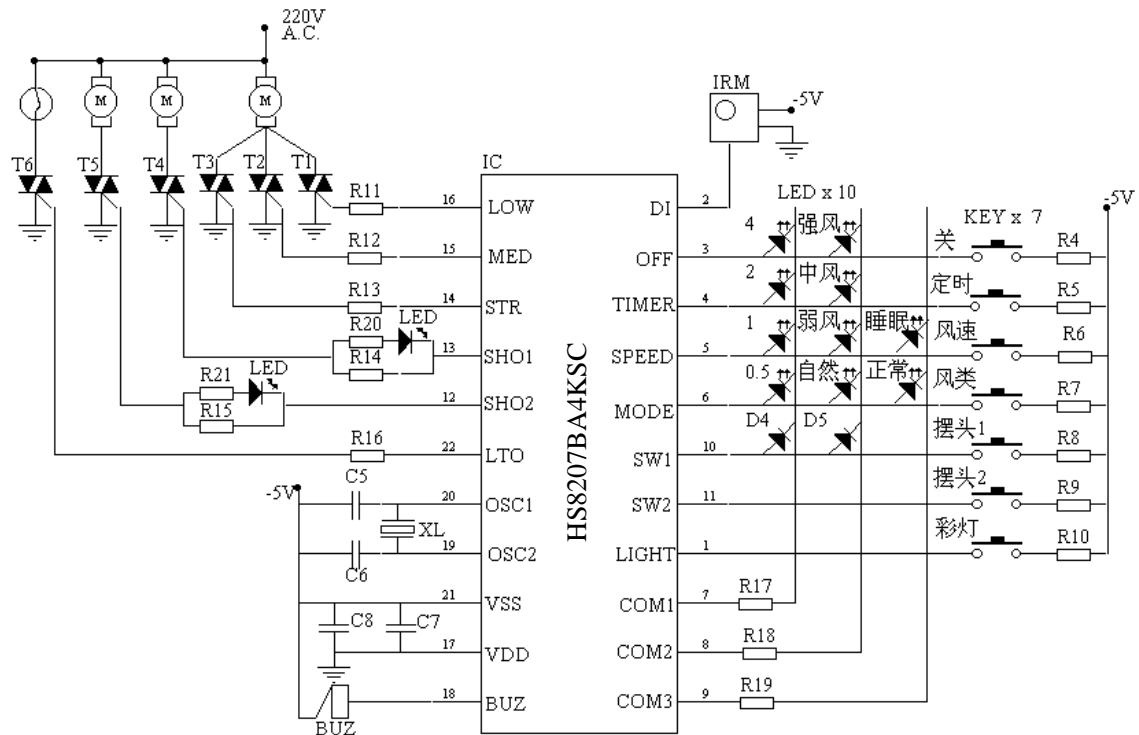 220V
A.C.
IRM
-5V
M
M
M
T6
T5
T4
T3
T2
T1
IC
LED x 10
-5V
KEY x 7
R11
16
LOW
DI
2
4
强风
关
R4
R12
15
MED
OFF
3
2
中风
定时
R5
R13
14
STR
TIMER
4
1
弱风
睡眠
风速
R6
R20
LED
R14
13
SHO1
SPEED
5
0.5
自然
正常
风类
R7
R21
LED
R15
12
SHO2
MODE
6
D4
D5
摆头1
R8
R16
22
LTO
SW1
10
摆头2
R9
-5V
C5
20
OSC1
SW2
11
XL
彩灯
R10
C6
19
OSC2
LIGHT
1
HS8207BA4KSC
21
VSS
COM1
7
R17
C8
C7
17
VDD
COM2
8
R18
BUZ
18
BUZ
COM3
9
R19